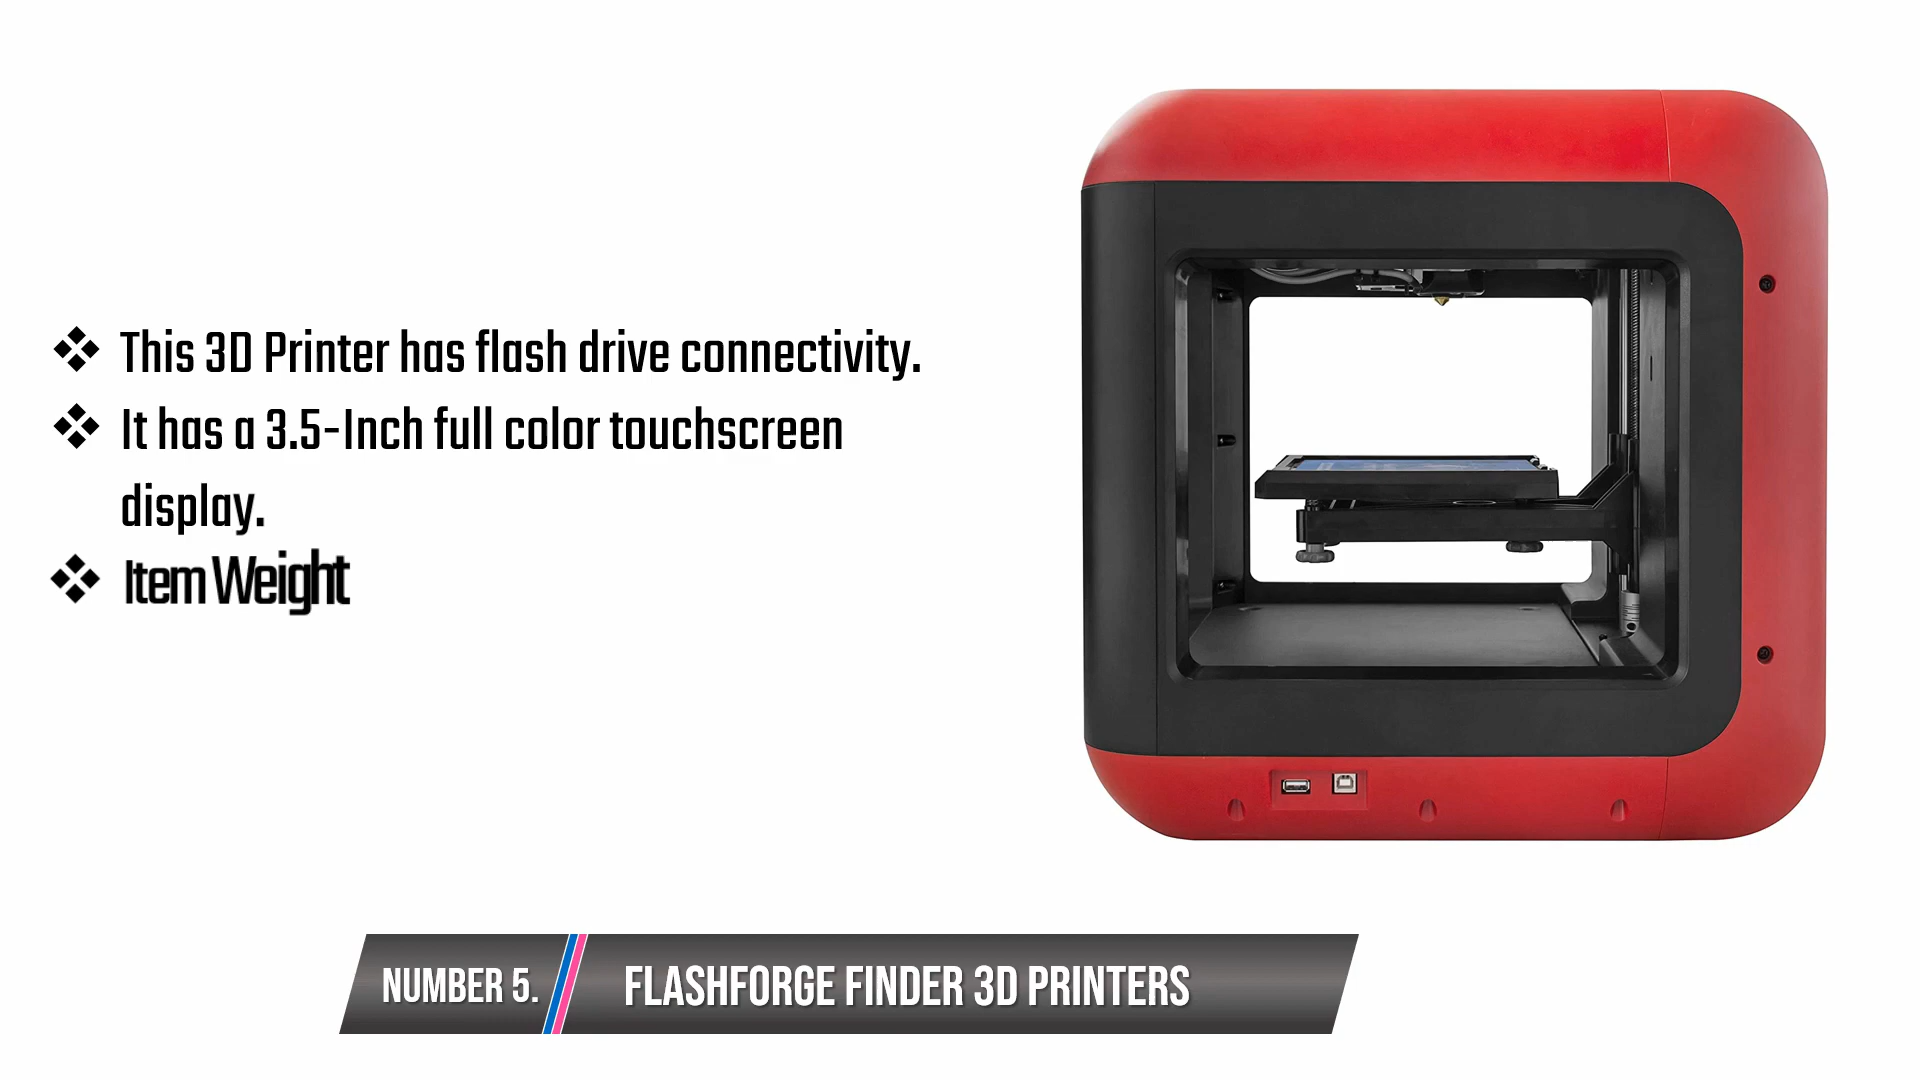 This 3D Printer has flash drive connectivity.
It has a 3.5-Inch full color touchscreen
display.
Item Weight
NUMBER 5.
FLASHFORGE FINDER 3D PRINTERS